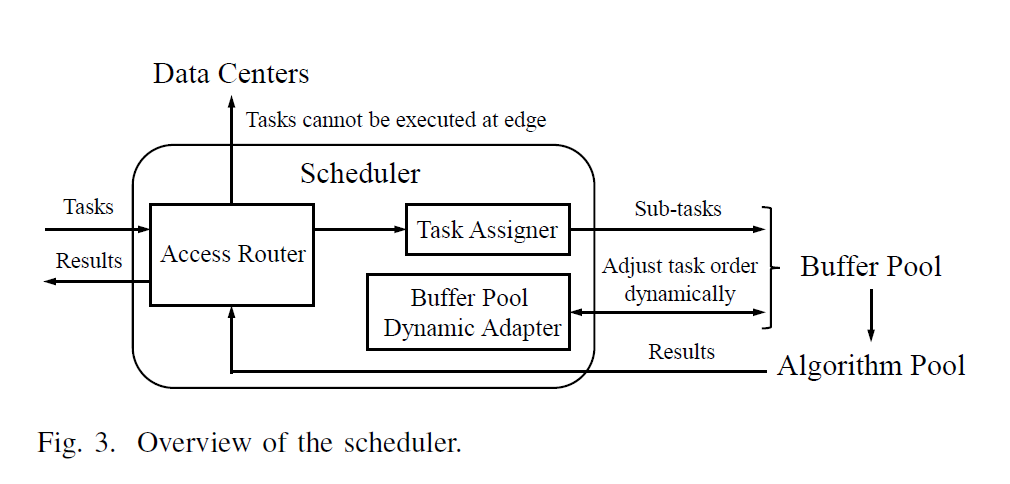 Data Centers
Tasks cannot be executed at edge
Scheduler
Tasks
Results
Access Router
Task Assigner
Sub-tasks
Adjust task order
dynamically
Buffer Pool
Buffer Pool
Dynamic Adapter
Results
Algorithm Pool
Fig. 3. Overview of the scheduler.